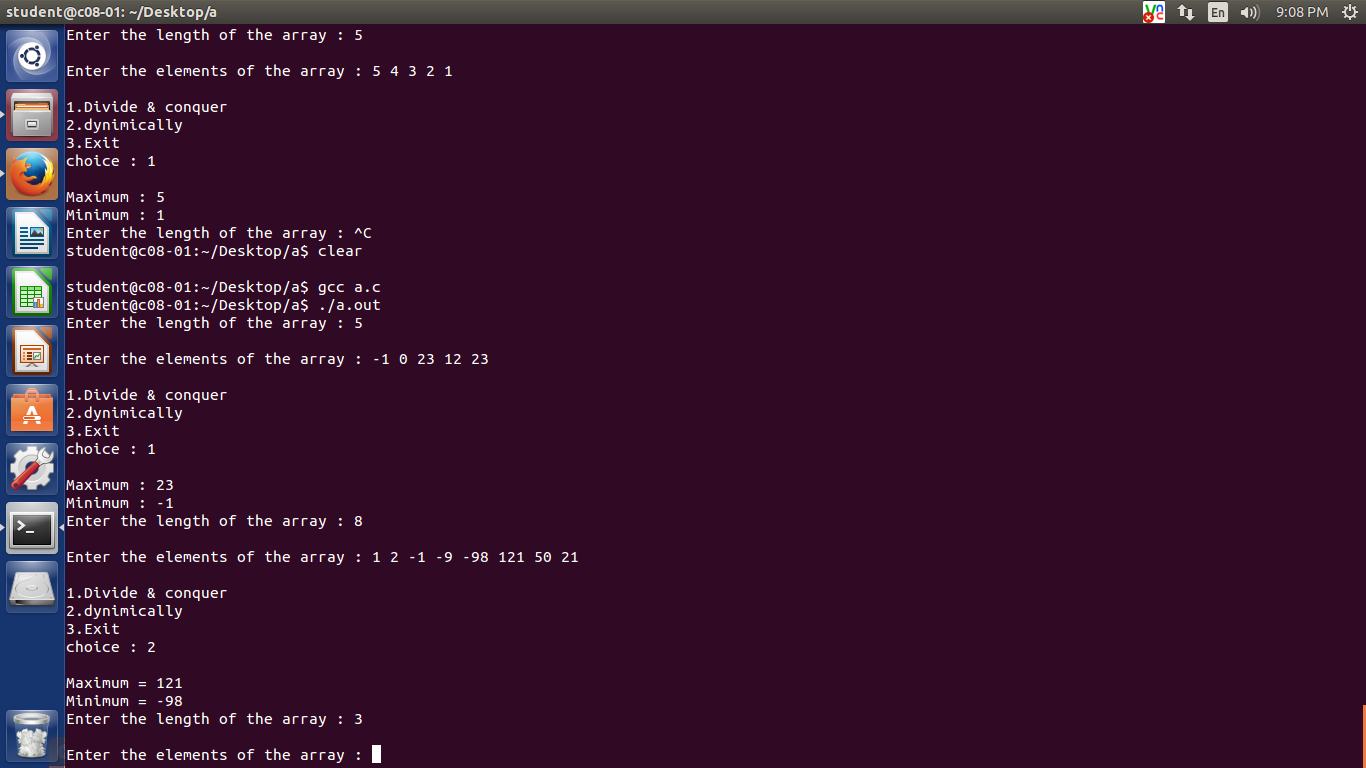 student@c08-01: ~/Desktop/a
En
9:08 PM
Enter the length of the array : 5
Enter the elements of the array : 5 4 3 2 1
1.Divide & conquer
2.dynimically
3.Exit
choice : 1
Maximum : 5
Minimum : 1
Enter the length of the array : ^C
student@c08-01:~/Desktop/a$ clear
student@c08-01:~/Desktop/a$ gcc a.c
student@c08-01:~/Desktop/a$ ./a.out
Enter the length of the array : 5
Enter the elements of the array : -1 0 23 12 23
1.Divide & conquer
2.dynimically
3.Exit
choice : 1
Maximum : 23
Minimum : -1
Enter the length of the array : 8
Enter the elements of the array : 1 2 -1 -9 -98 121 50 21
1.Divide & conquer
2.dynimically
3.Exit
choice : 2
Maximum = 121
Minimum = -98
Enter the length of the array : 3
Enter the elements of the array :